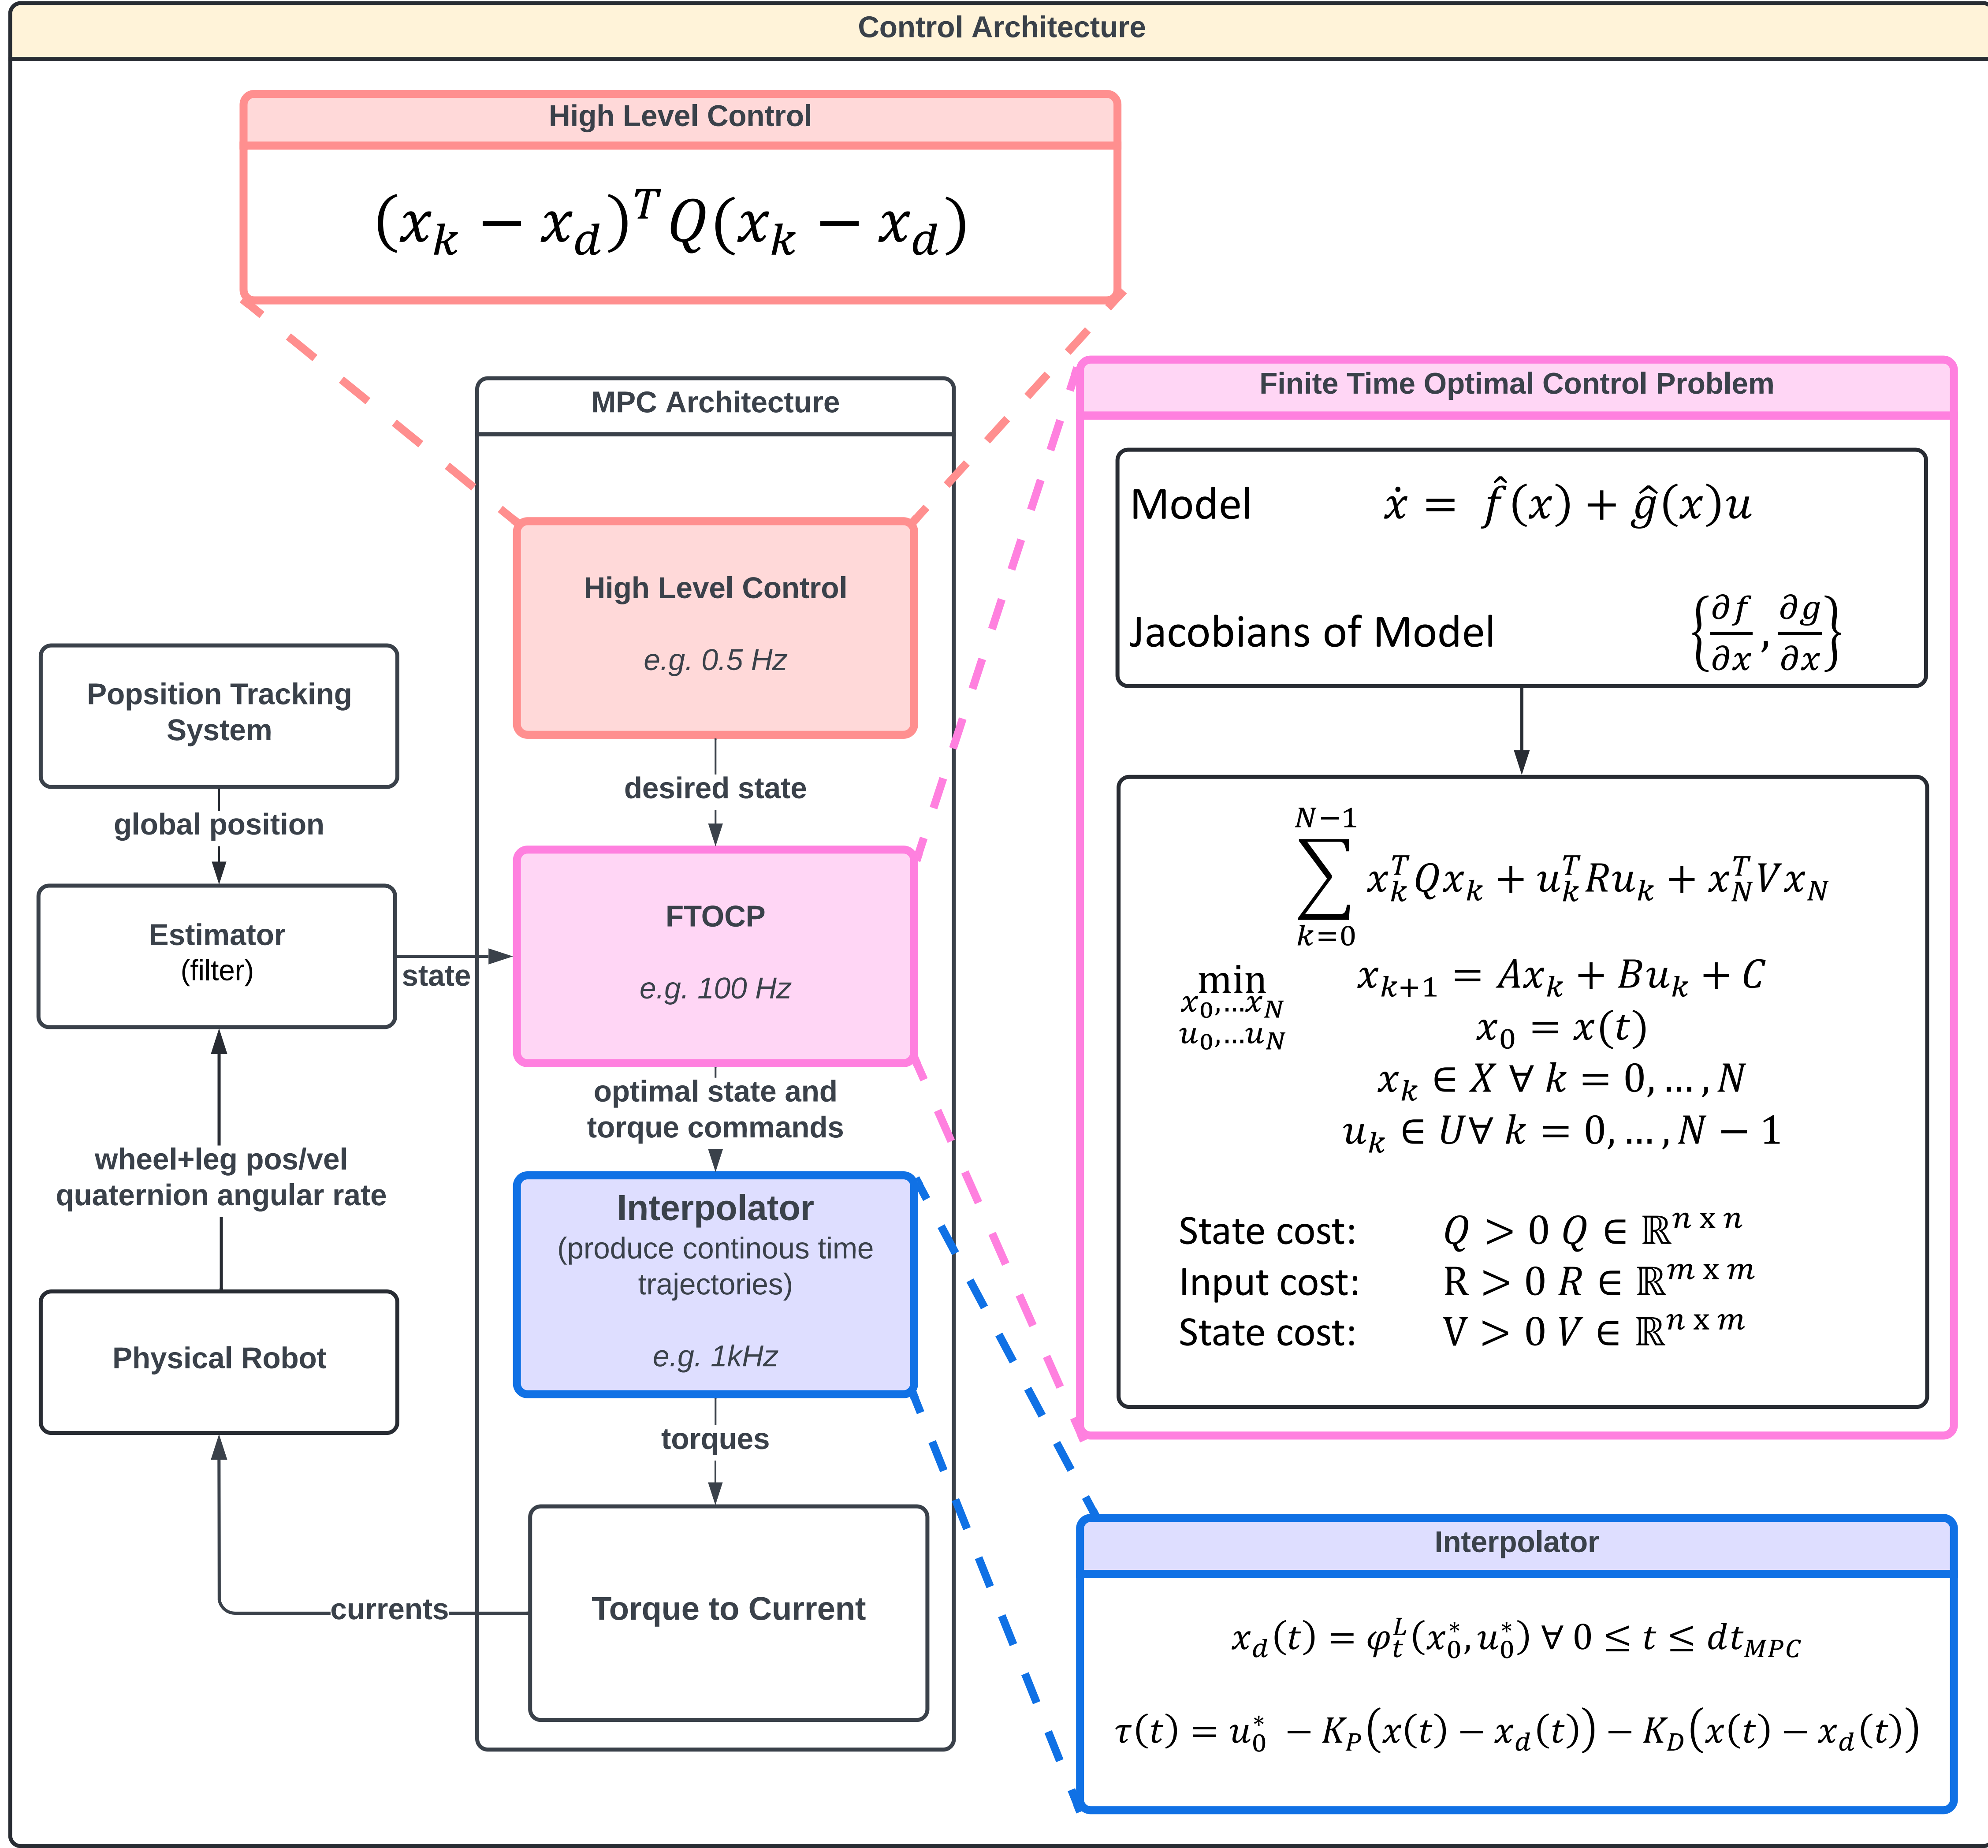 Control Architecture
High Level Control
(x_k − x_d)^T Q(x_k − x_d)
MPC Architecture
High Level Control
e.g. 0.5 Hz
desired state
FTOCP
e.g. 100 Hz
optimal state and
torque commands
Interpolator
(produce continous time
trajectories)
e.g. 1kHz
torques
Torque to Current
currents
Popsition Tracking
System
global position
Estimator
(filter)
state
wheel+leg pos/vel
quaternion angular rate
Physical Robot
Finite Time Optimal Control Problem
Model ẋ = f̂(x) + ĝ(x)u
Jacobians of Model {∂f/∂x, ∂g/∂x}
∑_{k=0}^{N−1} x_k^T Q x_k + u_k^T R u_k + x_N^T V x_N
min x_0,…x_N u_0,…u_N
x_{k+1} = Ax_k + Bu_k + C
x_0 = x(t)
x_k ∈ X ∀ k = 0, … , N
u_k ∈ U∀ k = 0, … , N − 1
State cost: Q > 0 Q ∈ ℝ^{n x n}
Input cost: R > 0 R ∈ ℝ^{m x m}
State cost: V > 0 V ∈ ℝ^{n x m}
Interpolator
x_d(t) = φ_t^L(x_0^*, u_0^*) ∀ 0 ≤ t ≤ dt_{MPC}
τ(t) = u_0^* − K_P(x(t) − x_d(t)) − K_D(x(t) − x_d(t))